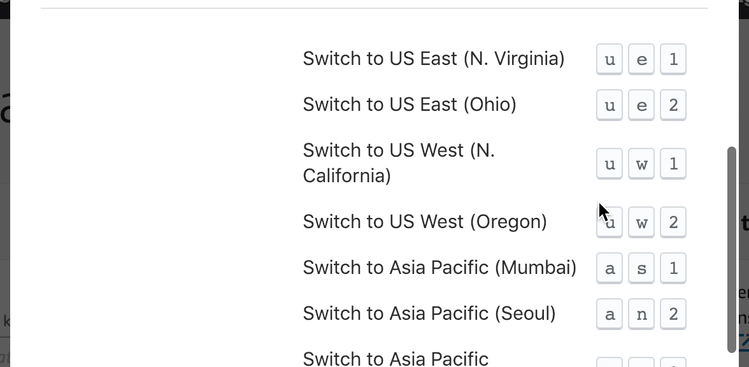 Switch to US East (N. Virginia) u e 1
Switch to US East (Ohio) u e 2
Switch to US West (N.
California) u w 1
Switch to US West (Oregon) u w 2
Switch to Asia Pacific (Mumbai) a s 1
Switch to Asia Pacific (Seoul) a n 2
Switch to Asia Pacific